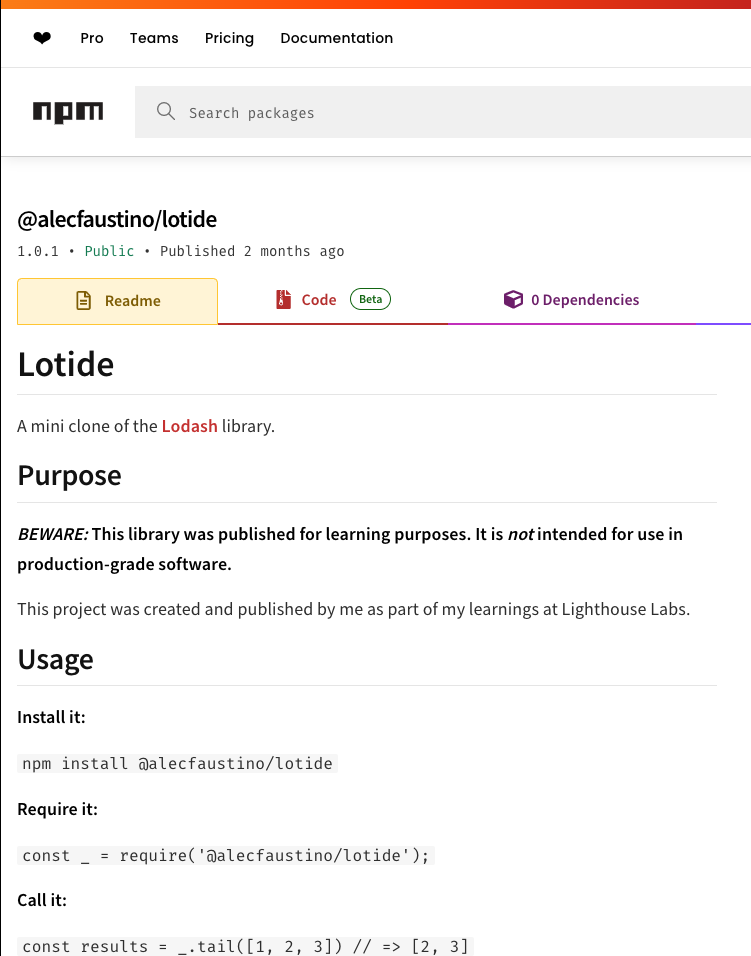 ❤ Pro Teams Pricing Documentation
npm Search packages
@alecfaustino/lotide
1.0.1 • Public • Published 2 months ago
Readme Code Beta 0 Dependencies
Lotide
A mini clone of the Lodash library.
Purpose
BEWARE: This library was published for learning purposes. It is not intended for use in
production-grade software.
This project was created and published by me as part of my learnings at Lighthouse Labs.
Usage
Install it:
npm install @alecfaustino/lotide
Require it:
const _ = require('@alecfaustino/lotide');
Call it:
const results = _.tail([1, 2, 3]) // => [2, 3]